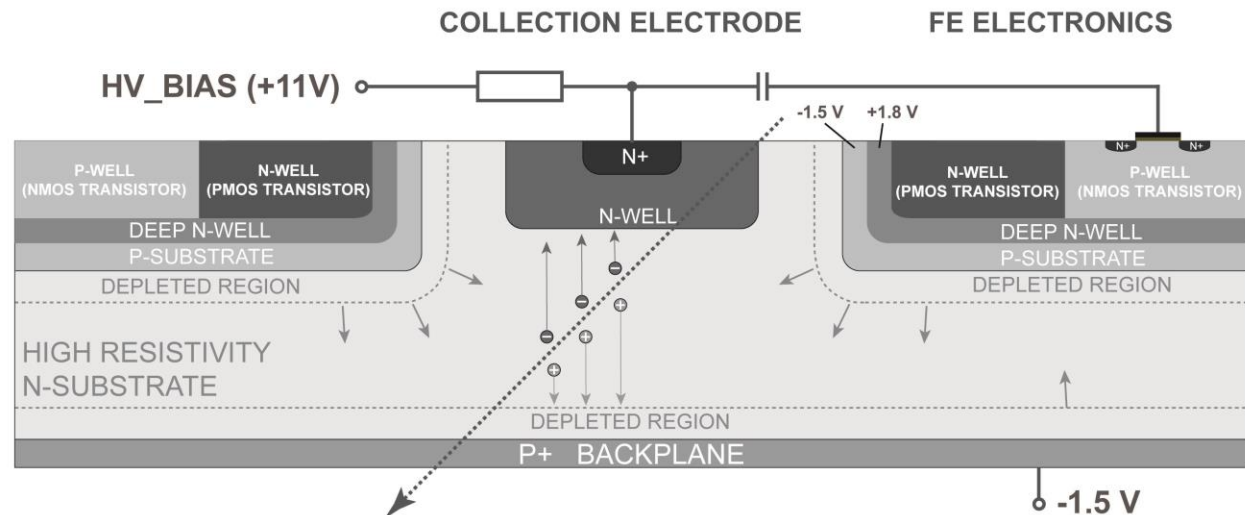 COLLECTION ELECTRODE
FE ELECTRONICS
HV_BIAS (+11V)
-1.5 V
+1.8 V
P-WELL
(NMOS TRANSISTOR)
N-WELL
(PMOS TRANSISTOR)
N+
N-WELL
N+
N+
N-WELL
(PMOS TRANSISTOR)
P-WELL
(NMOS TRANSISTOR)
DEEP N-WELL
DEEP N-WELL
P-SUBSTRATE
P-SUBSTRATE
DEPLETED REGION
DEPLETED REGION
HIGH RESISTIVITY
N-SUBSTRATE
DEPLETED REGION
P+ BACKPLANE
-1.5 V